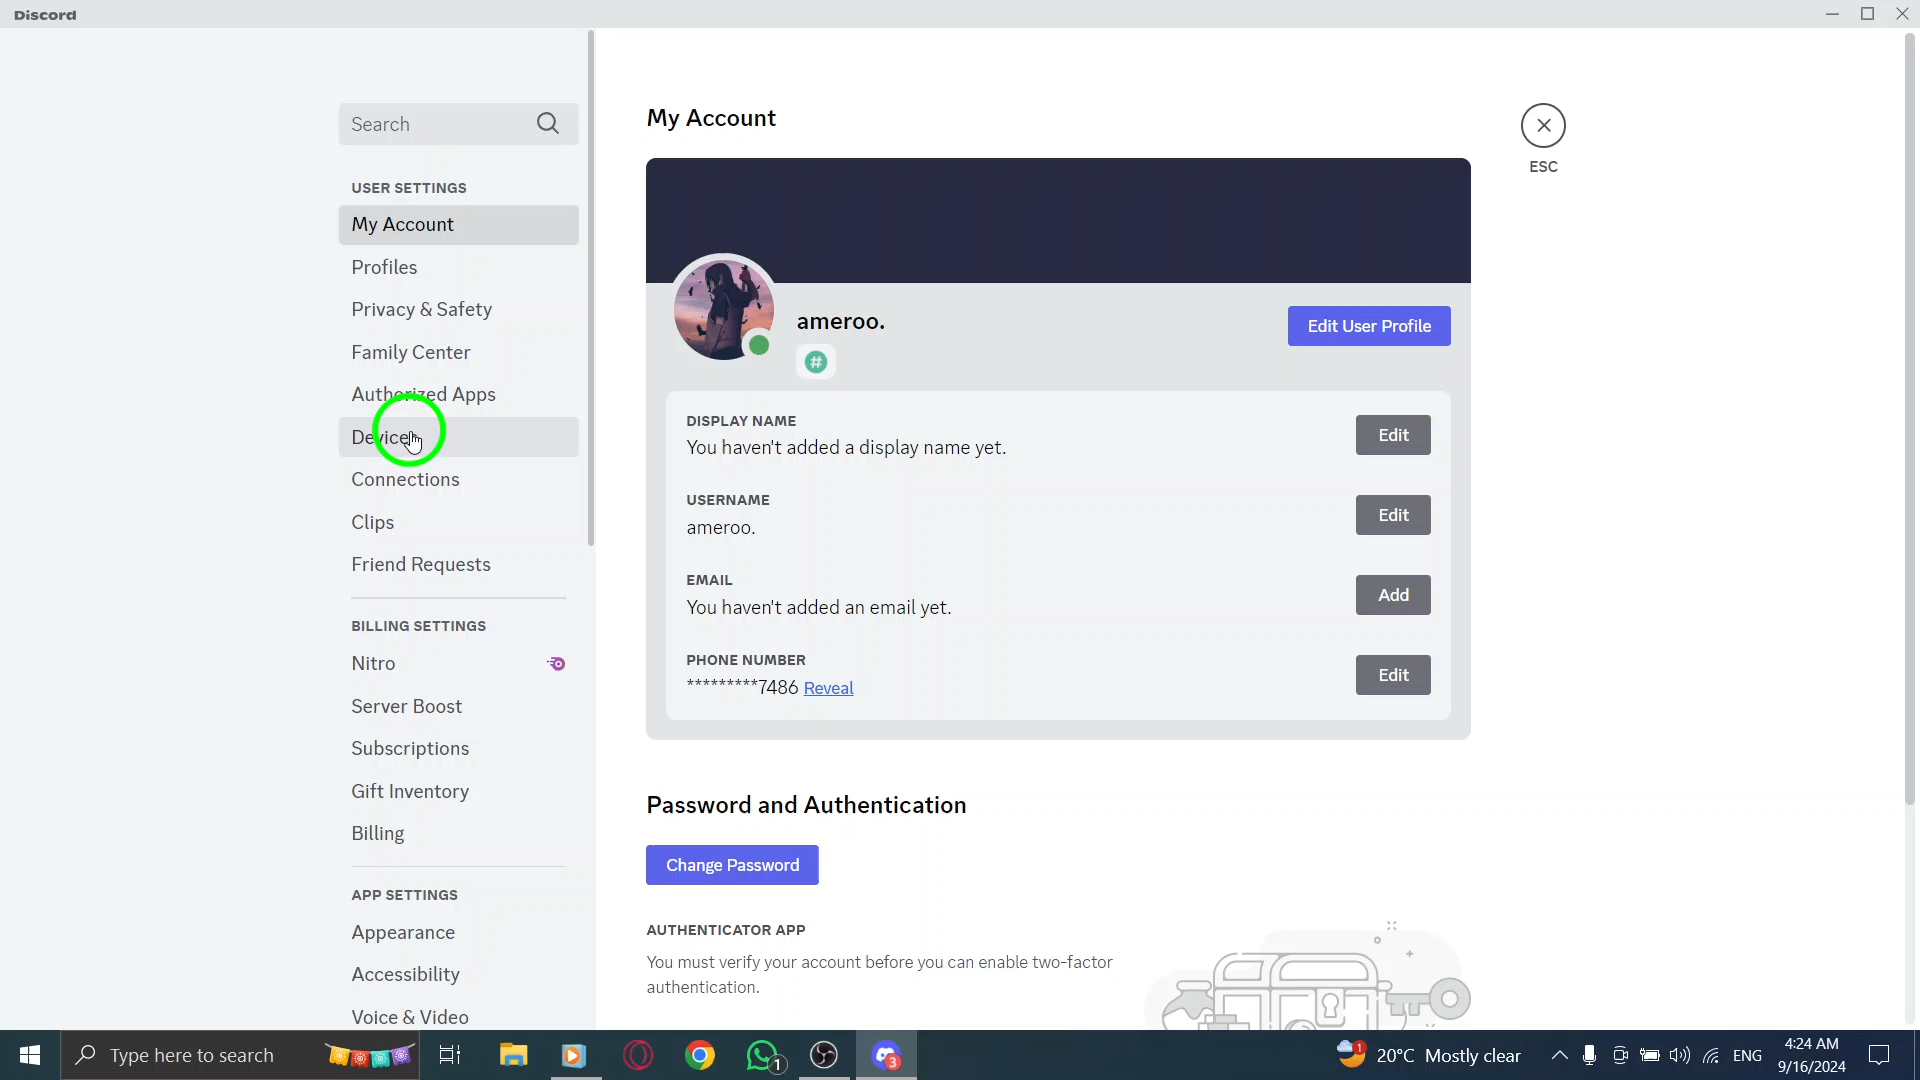 Discord
Search
USER SETTINGS
My Account
Profiles
Privacy & Safety
Family Center
Authorized Apps
Devices
Connections
Clips
Friend Requests
BILLING SETTINGS
Nitro
Server Boost
Subscriptions
Gift Inventory
Billing
APP SETTINGS
Appearance
Accessibility
Voice & Video
My Account
ESC
ameroo.
#
Edit User Profile
DISPLAY NAME
You haven't added a display name yet.
Edit
USERNAME
ameroo.
Edit
EMAIL
You haven't added an email yet.
Add
PHONE NUMBER
*********7486 Reveal
Edit
Password and Authentication
Change Password
AUTHENTICATOR APP
You must verify your account before you can enable two-factor
authentication.
Type here to search
1
3
1
20°C Mostly clear
ENG
4:24 AM
9/16/2024